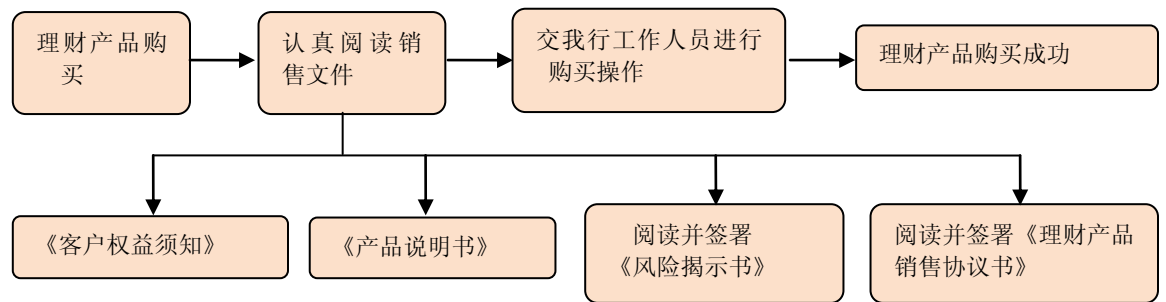 理财产品购
买
认真阅读销
售文件
交我行工作人员进行
购买操作
理财产品购买成功
《客户权益须知》
《产品说明书》
阅读并签署
《风险揭示书》
阅读并签署《理财产品
销售协议书》